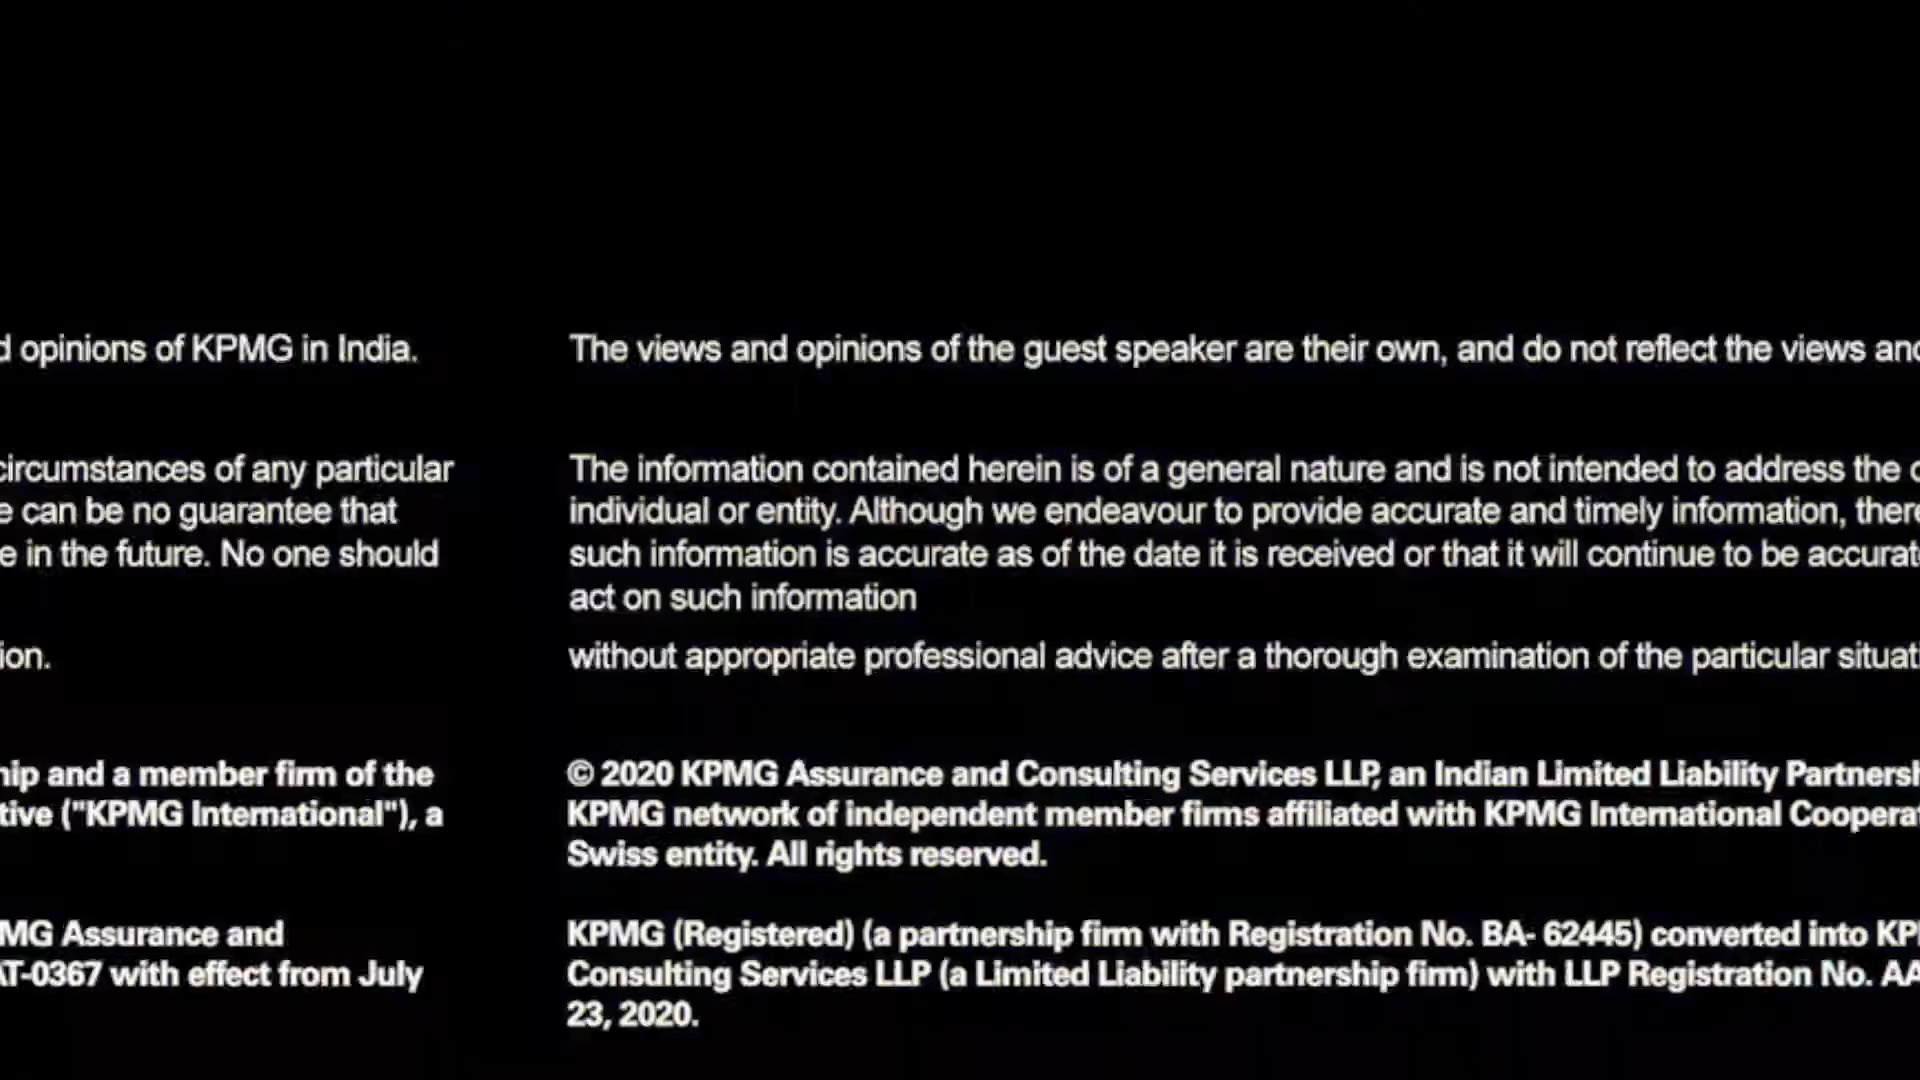 d opinions of KPMG in India.
circumstances of any particular
e can be no guarantee that
e in the future. No one should
ion.
hip and a member firm of the
tive ("KPMG International"), a
MG Assurance and
AT-0367 with effect from July
The views and opinions of the guest speaker are their own, and do not reflect the views and
The information contained herein is of a general nature and is not intended to address the c
individual or entity. Although we endeavour to provide accurate and timely information, there
such information is accurate as of the date it is received or that it will continue to be accurate
act on such information
without appropriate professional advice after a thorough examination of the particular situati
© 2020 KPMG Assurance and Consulting Services LLP, an Indian Limited Liability Partnersh
KPMG network of independent member firms affiliated with KPMG International Cooperat
Swiss entity. All rights reserved.
KPMG (Registered) (a partnership firm with Registration No. BA- 62445) converted into KP
Consulting Services LLP (a Limited Liability partnership firm) with LLP Registration No. AA
23, 2020.